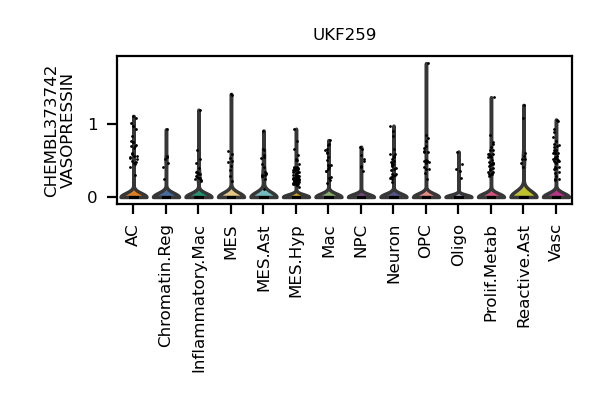 UKF259
CHEMBL373742
VASOPRESSIN
1
0
AC
Chromatin.Reg
Inflammatory.Mac
MES
MES.Ast
MES.Hyp
Mac
NPC
Neuron
OPC
Oligo
Prolif.Metab
Reactive.Ast
Vasc